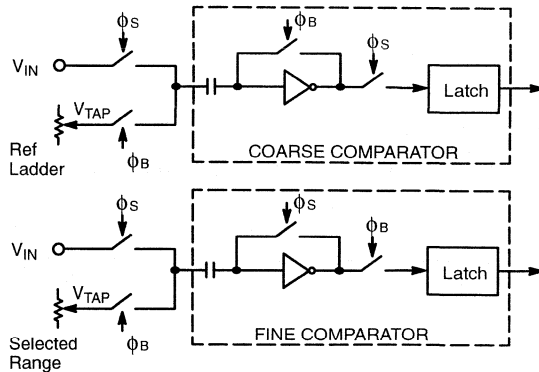 ϕS
ϕB
ϕS
VIN
VTAP
Latch
Ref
Ladder
ϕB
COARSE COMPARATOR
ϕS
ϕS
ϕB
VIN
VTAP
Latch
Selected
Range
ϕB
FINE COMPARATOR